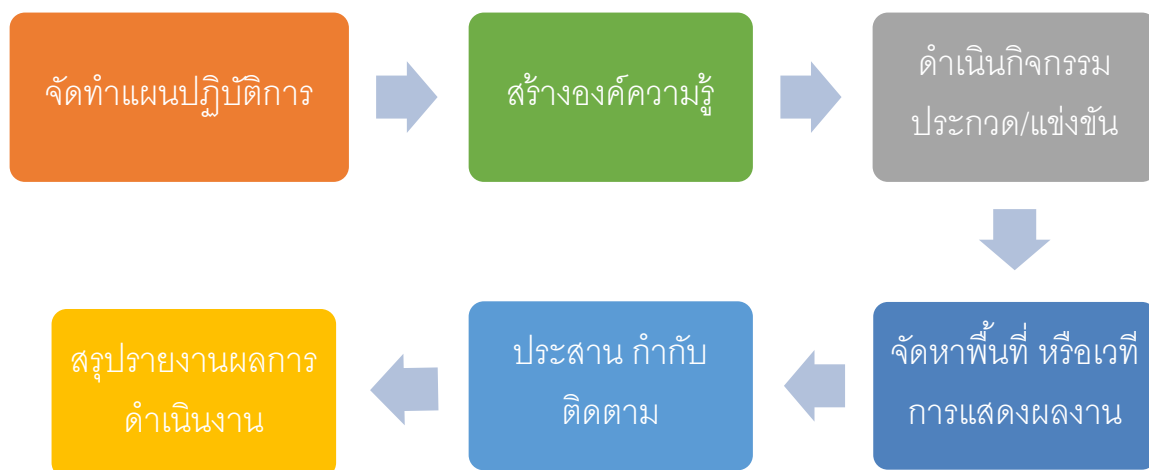 จัดทำแผนปฏิบัติการ
สร้างองค์ความรู้
ดำเนินกิจกรรม
ประกวด/แข่งขัน
จัดหาพื้นที่ หรือเวที
การแสดงผลงาน
ประสาน กำกับ
ติดตาม
สรุปรายงานผลการ
ดำเนินงาน